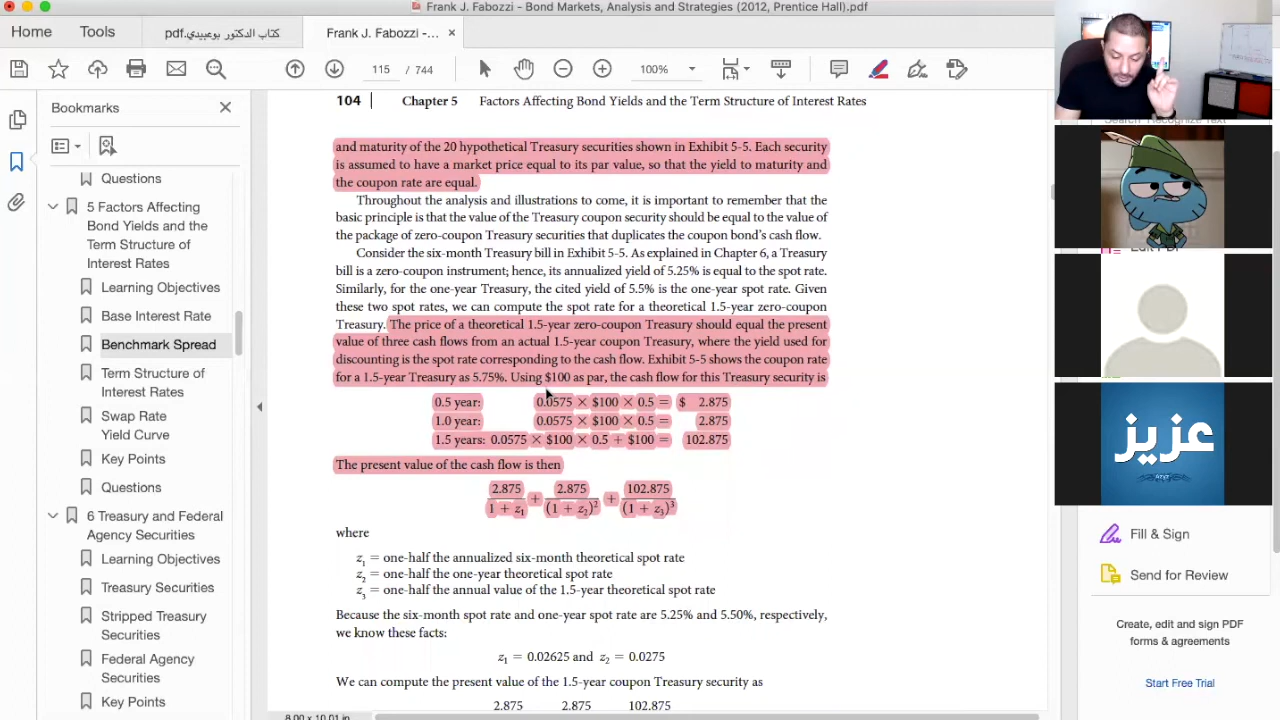 Frank J. Fabozzi - Bond Markets, Analysis and Strategies (2012, Prentice Hall).pdf
Home
Tools
كتاب الدكتور بوعبيدي.pdf
Frank J. Fabozzi -...
115 / 744
100%
Bookmarks
Questions
5 Factors Affecting
Bond Yields and the
Term Structure of
Interest Rates
Learning Objectives
Base Interest Rate
Benchmark Spread
Term Structure of
Interest Rates
Swap Rate
Yield Curve
Key Points
Questions
6 Treasury and Federal
Agency Securities
Learning Objectives
Treasury Securities
Stripped Treasury
Securities
Federal Agency
Securities
Key Points
104 | Chapter 5 Factors Affecting Bond Yields and the Term Structure of Interest Rates
and maturity of the 20 hypothetical Treasury securities shown in Exhibit 5-5. Each security
is assumed to have a market price equal to its par value, so that the yield to maturity and
the coupon rate are equal.
Throughout the analysis and illustrations to come, it is important to remember that the
basic principle is that the value of the Treasury coupon security should be equal to the value of
the package of zero-coupon Treasury securities that duplicates the coupon bond's cash flow.
Consider the six-month Treasury bill in Exhibit 5-5. As explained in Chapter 6, a Treasury
bill is a zero-coupon instrument; hence, its annualized yield of 5.25% is equal to the spot rate.
Similarly, for the one-year Treasury, the cited yield of 5.5% is the one-year spot rate. Given
these two spot rates, we can compute the spot rate for a theoretical 1.5-year zero-coupon
Treasury. The price of a theoretical 1.5-year zero-coupon Treasury should equal the present
value of three cash flows from an actual 1.5-year coupon Treasury, where the yield used for
discounting is the spot rate corresponding to the cash flow. Exhibit 5-5 shows the coupon rate
for a 1.5-year Treasury as 5.75%. Using $100 as par, the cash flow for this Treasury security is
0.5 year: 0.0575 × $100 × 0.5 = $ 2.875
1.0 year: 0.0575 × $100 × 0.5 = 2.875
1.5 years: 0.0575 × $100 × 0.5 + $100 = 102.875
The present value of the cash flow is then
2.875 2.875 102.875
1 + z₁ + (1 + z₂)² + (1 + z₃)³
where
z₁ = one-half the annualized six-month theoretical spot rate
z₂ = one-half the one-year theoretical spot rate
z₃ = one-half the annual value of the 1.5-year theoretical spot rate
Because the six-month spot rate and one-year spot rate are 5.25% and 5.50%, respectively,
we know these facts:
z₁ = 0.02625 and z₂ = 0.0275
We can compute the present value of the 1.5-year coupon Treasury security as
2.875 2.875 102.875
8.00 x 10.01 in
عزيز
Azyz
Fill & Sign
Send for Review
Create, edit and sign PDF
forms & agreements
Start Free Trial